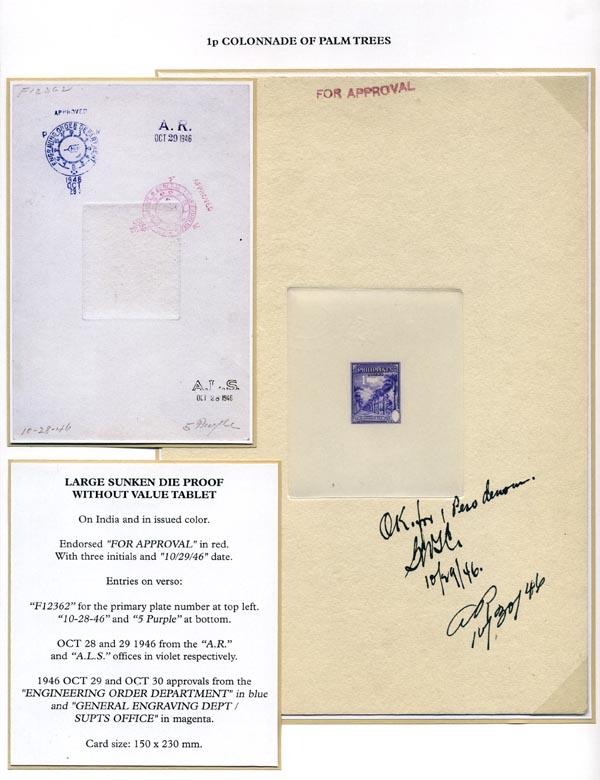 1p COLONNADE OF PALM TREES
F12362
APPROVED
ENGRAVING ORDER DEPARTMENT
1946
OCT
29
A. R.
OCT 29 1946
APPROVED
A.L.S.
OCT 28 1946
10-28-46
5 Purple
FOR APPROVAL
PHILIPPINES
O.K. for 1 Peso denom.
10/29/46.
10/30/46
LARGE SUNKEN DIE PROOF
WITHOUT VALUE TABLET
On India and in issued color.
Endorsed "FOR APPROVAL" in red.
With three initials and "10/29/46" date.
Entries on verso:
"F12362" for the primary plate number at top left.
"10-28-46" and "5 Purple" at bottom.
OCT 28 and 29 1946 from the "A.R."
and "A.L.S." offices in violet respectively.
1946 OCT 29 and OCT 30 approvals from the
"ENGINEERING ORDER DEPARTMENT" in blue
and "GENERAL ENGRAVING DEPT /
SUPTS OFFICE" in magenta.
Card size: 150 x 230 mm.